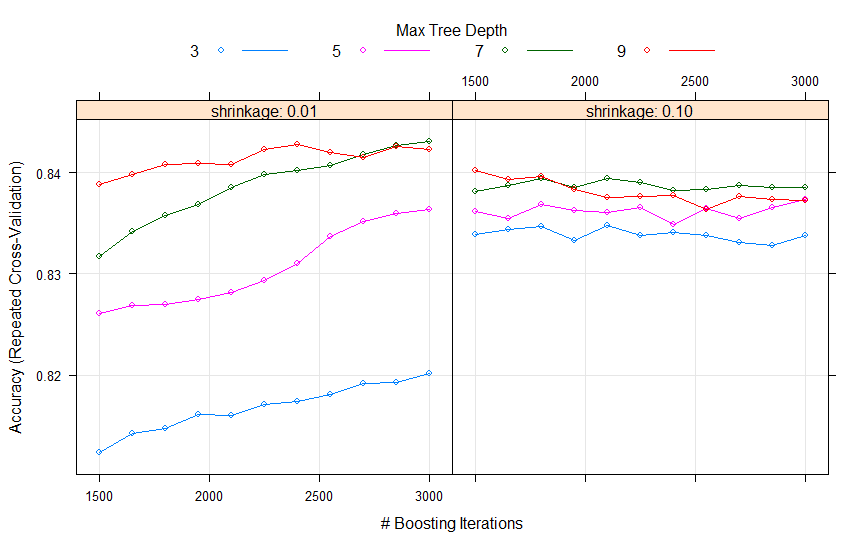 Max Tree Depth
3 5 7 9
1500 2000 2500 3000
shrinkage: 0.01 shrinkage: 0.10
0.84
0.83
0.82
Accuracy (Repeated Cross-Validation)
1500 2000 2500 3000
# Boosting Iterations